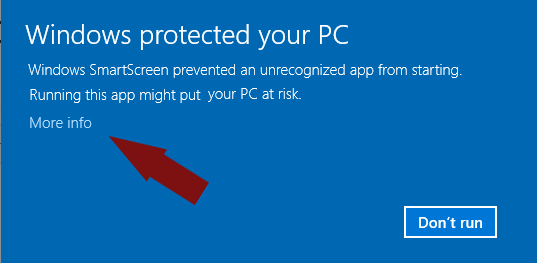 Windows protected your PC
Windows SmartScreen prevented an unrecognized app from starting.
Running this app might put your PC at risk.
More info
Don't run